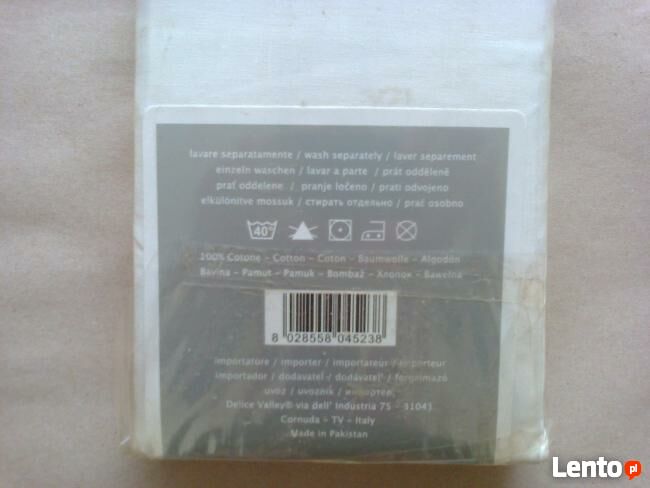 lavare separatamente / wash separately / laver separement
einzeln waschen / lavar a parte / prát odděleně
prať oddelene / pranje ločeno / prati odvojeno
elkülönítve mossuk / стирать отдельно / prać osobno
40°
100% Cotone - Cotton - Coton - Baumwolle - Algodón
Bavlna - Pamut - Pamuk - Bombaž - Хлопок - Bawełna
8 028558 045238
importatore / importer / importateur / importeur
importador / dodavatel / dodávateľ / forgalmazó
uvoz / uvoznik / импортер
Delice Valley® via dell' Industria 75 - 31041
Cornuda - TV - Italy
Made in Pakistan
Lento.pl